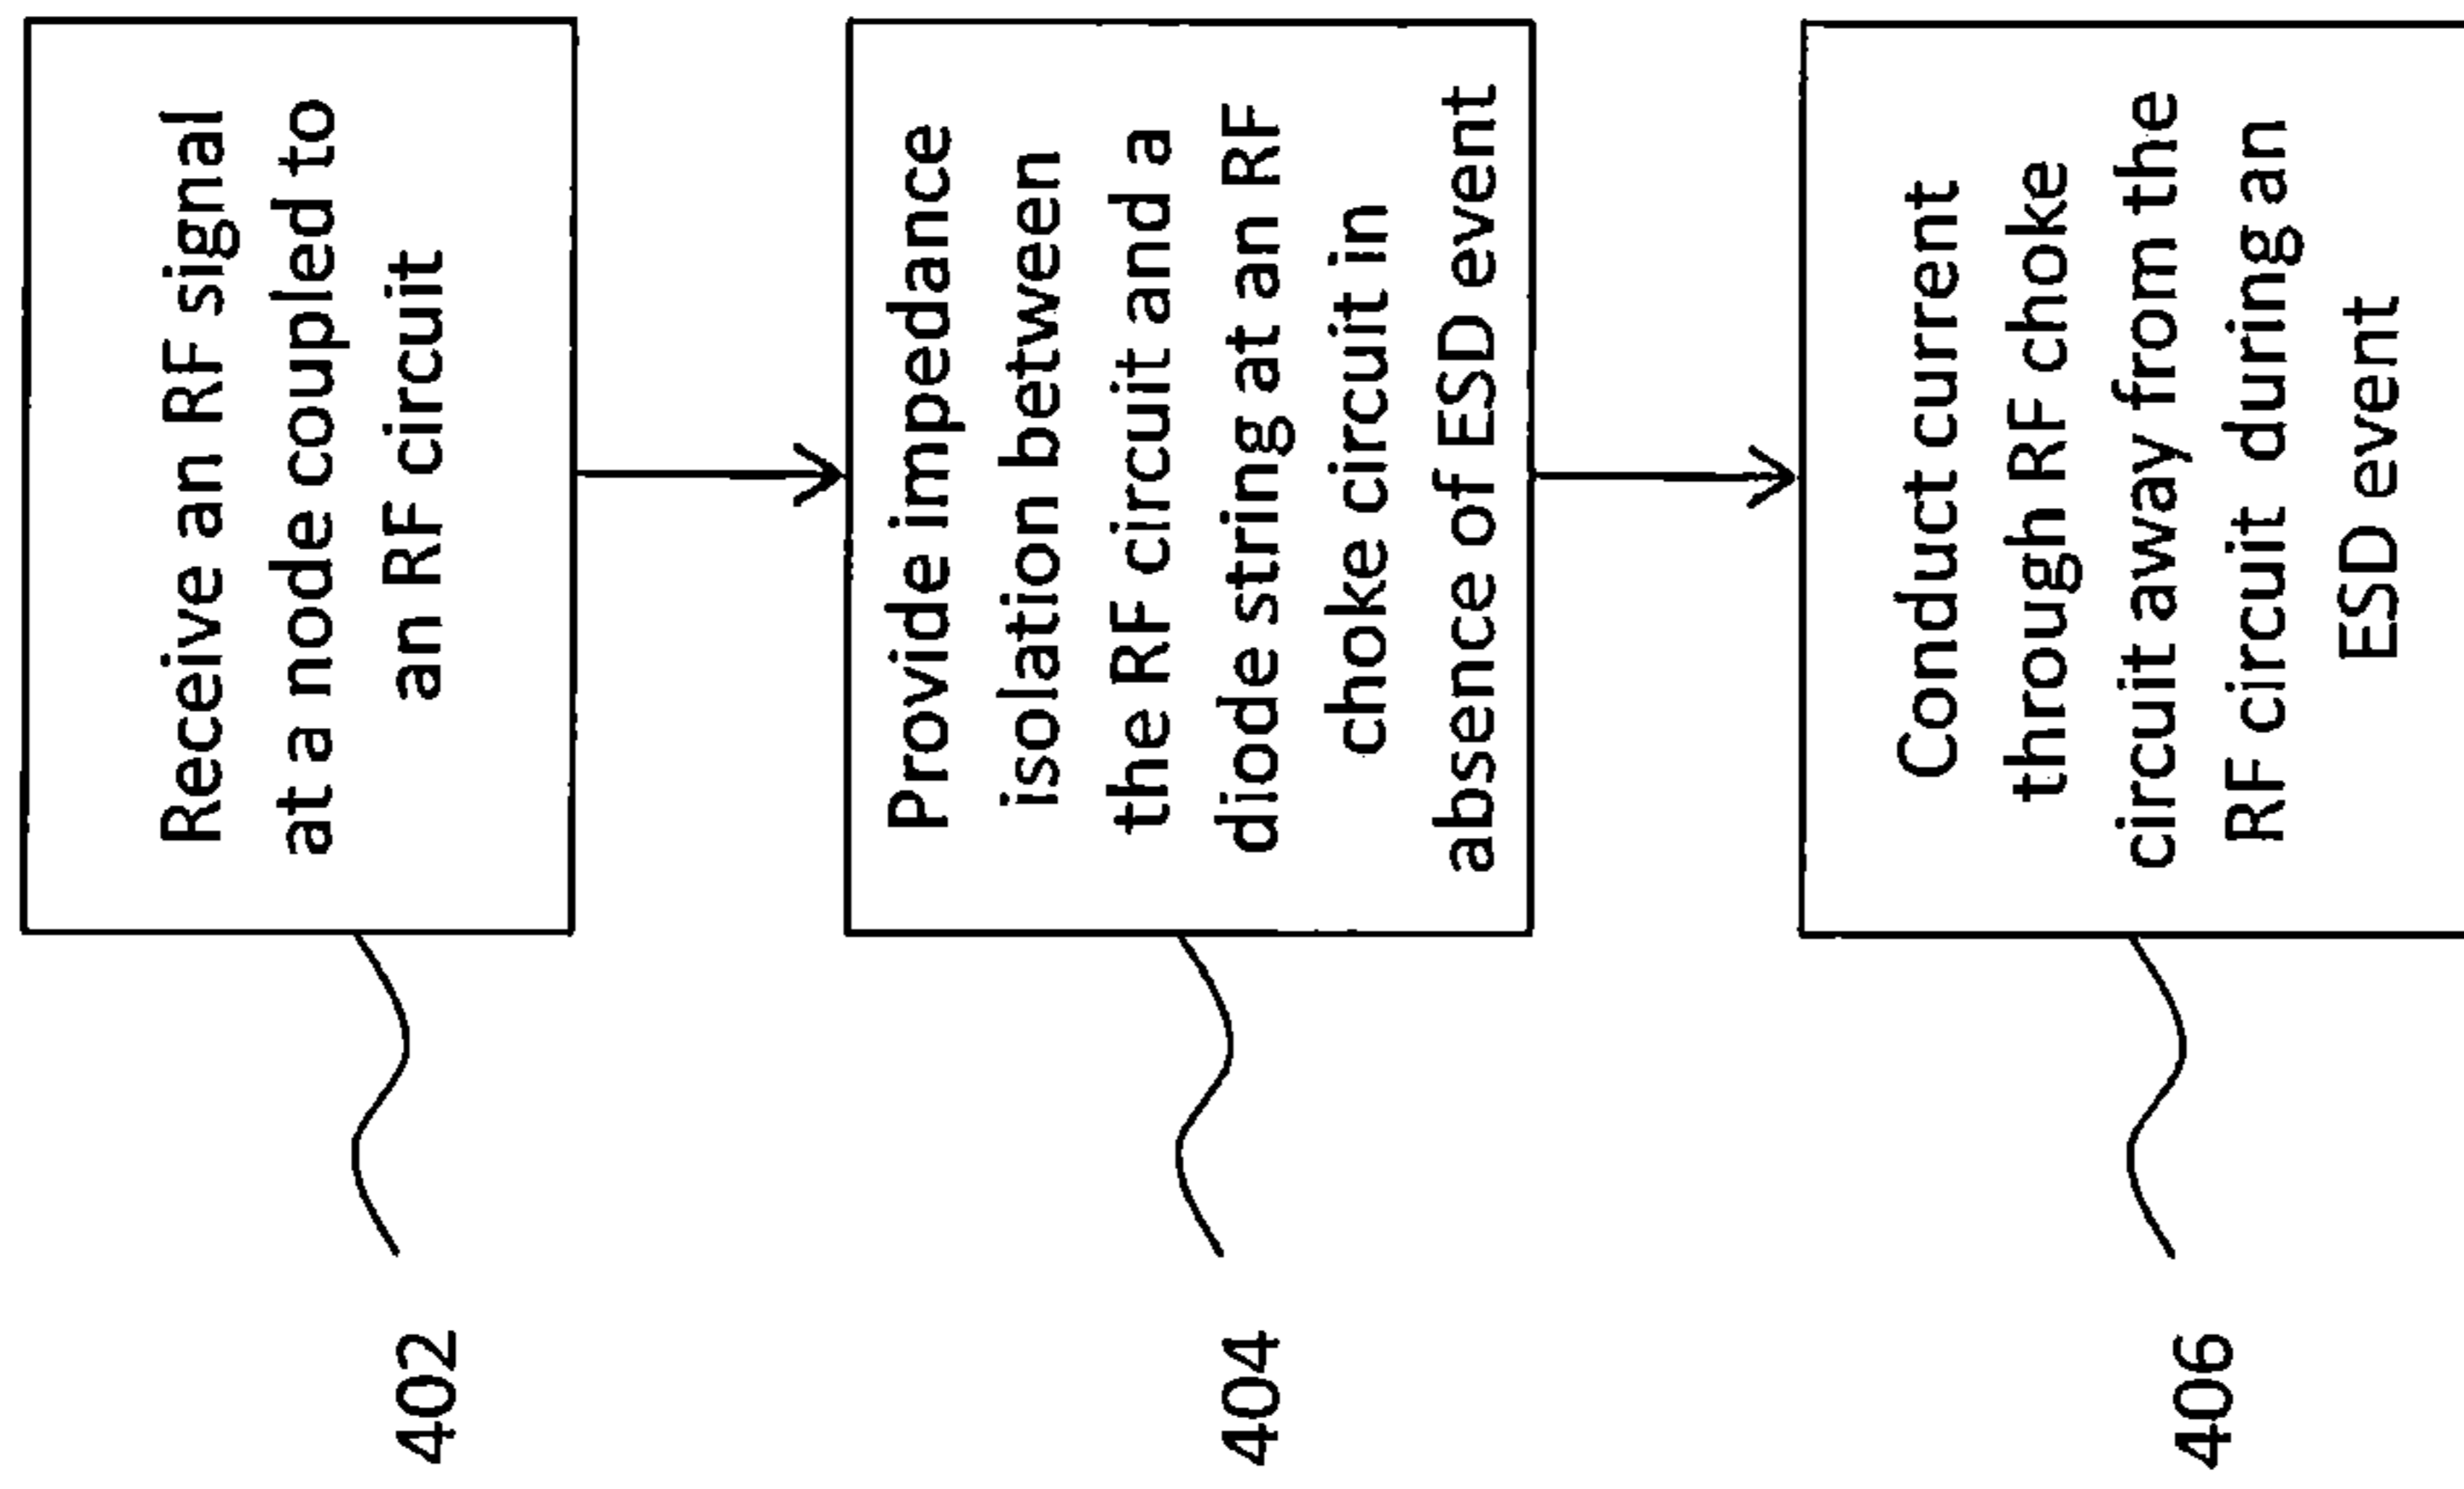 402
Receive an RF signal
at a node coupled to
an RF circuit
404
Provide impedance
isolation between
the RF circuit and a
diode string at an RF
choke circuit in
absence of ESD event
406
Conduct current
through RF choke
circuit away from the
RF circuit during an
ESD event